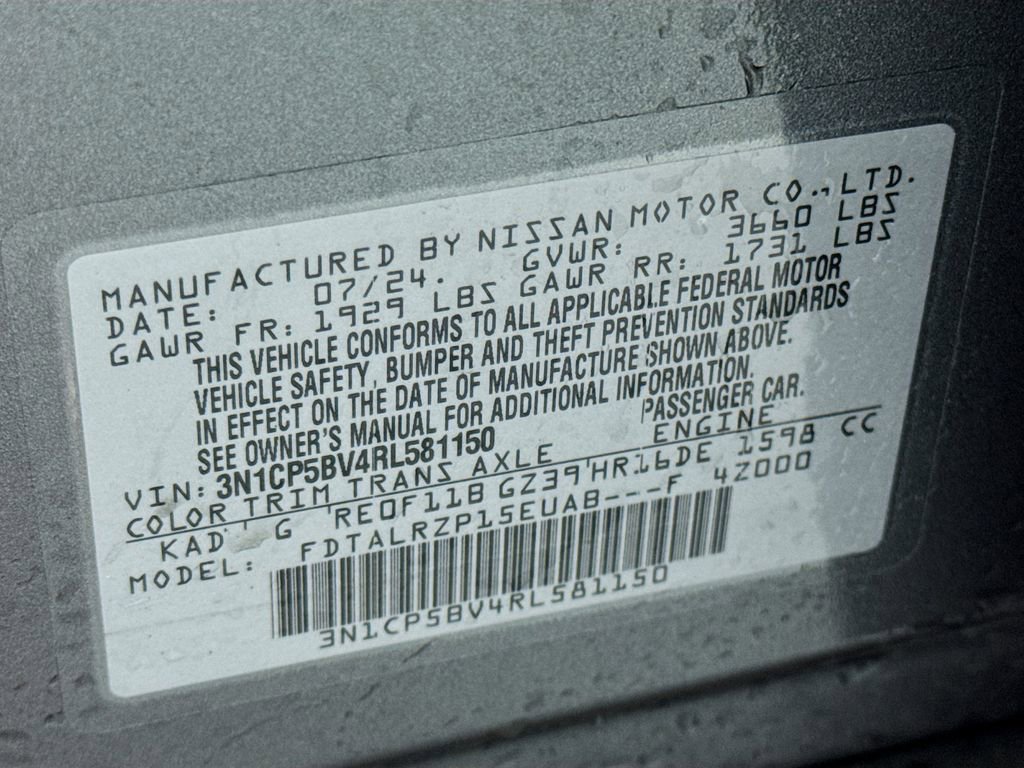 MANUFACTURED BY NISSAN MOTOR CO., LTD.
DATE: 07/24. GVWR: 3660 LBS
GAWR FR: 1929 LBS GAWR RR: 1731 LBS
THIS VEHICLE CONFORMS TO ALL APPLICABLE FEDERAL MOTOR
VEHICLE SAFETY, BUMPER AND THEFT PREVENTION STANDARDS
IN EFFECT ON THE DATE OF MANUFACTURE SHOWN ABOVE.
SEE OWNER'S MANUAL FOR ADDITIONAL INFORMATION.
VIN: 3N1CP5BV4RL581150 PASSENGER CAR.
COLOR TRIM TRANS AXLE ENGINE
KAD G RE0F11B GZ39 HR16DE 1598 CC
MODEL: FDTALRZP15EUAB---F 4Z000
3N1CP5BV4RL581150